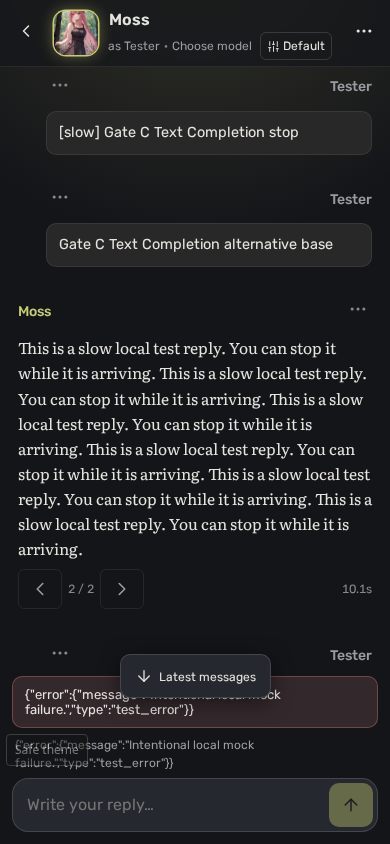 Moss
as Tester • Choose model Default
Tester
[slow] Gate C Text Completion stop
Tester
Gate C Text Completion alternative base
Moss
This is a slow local test reply. You can stop it
while it is arriving. This is a slow local test reply.
You can stop it while it is arriving. This is a slow
local test reply. You can stop it while it is
arriving. This is a slow local test reply. You can
stop it while it is arriving. This is a slow local test
reply. You can stop it while it is arriving. This is a
slow local test reply. You can stop it while it is
arriving.
2 / 2
10.1s
Tester
Latest messages
{"error":{"message":"Intentional local mock
failure.","type":"test_error"}}
Safe theme
{"error":{"message":"Intentional local mock
failure.","type":"test_error"}}
Write your reply...